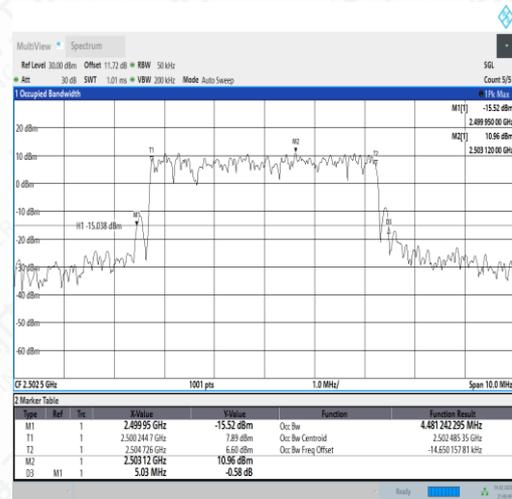 MultiView Spectrum
Ref Level 30.00 dBm Offset 11.72 dB RBW 50 kHz SGL
Att 30 dB SWT 1.01 ms VBW 200 kHz Mode Auto Sweep Count 5/5
1 Occupied Bandwidth 1Pk Max
M1[1] -15.52 dBm
2.499 950 00 GHz
M2[1] 10.96 dBm
2.503 120 00 GHz
20 dBm
T1 M2 T2
10 dBm
0 dBm
-10 dBm
M1
H1 -15.038 dBm
D3
-20 dBm
-30 dBm
-40 dBm
-50 dBm
-60 dBm
CF 2.502 5 GHz 1001 pts 1.0 MHz/ Span 10.0 MHz
2 Marker Table
Type Ref Trc X-Value Y-Value Function Function Result
M1 1 2.499 95 GHz -15.52 dBm Occ Bw 4.481 242 295 MHz
T1 1 2.500 244 7 GHz 7.89 dBm Occ Bw Centroid 2.502 485 35 GHz
T2 1 2.504 726 GHz 6.60 dBm Occ Bw Freq Offset -14.650 157 81 kHz
M2 1 2.503 12 GHz 10.96 dBm
D3 M1 1 5.03 MHz -0.58 dB
Ready